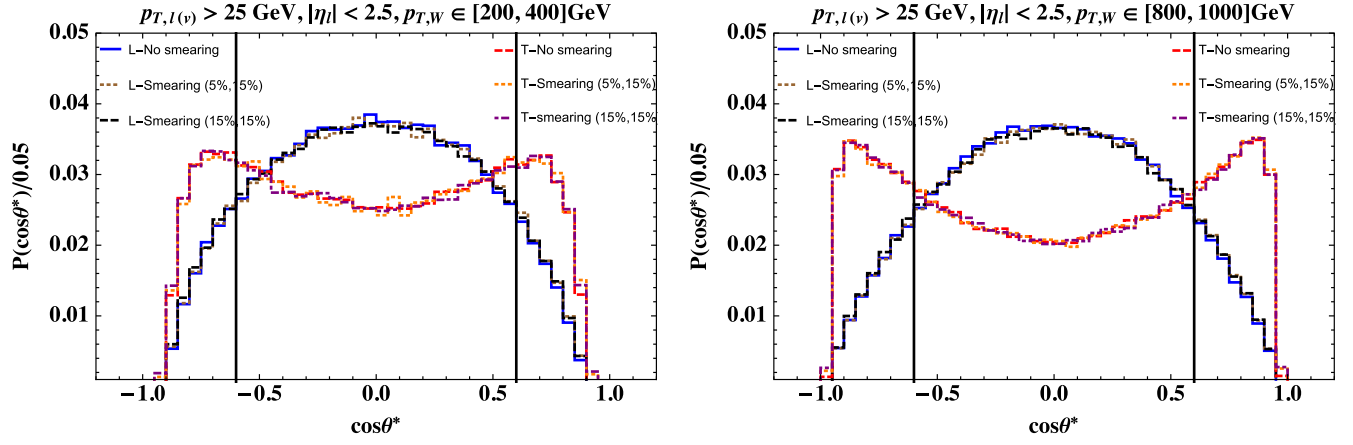 p_{T,l(ν)} > 25 GeV, |η_l| < 2.5, p_{T,W} ∈ [200, 400]GeV
0.05
L−No smearing
T−No smearing
L−Smearing (5%,15%)
T−Smearing (5%,15%)
L−Smearing (15%,15%)
T−smearing (15%,15%)
0.04
0.03
0.02
0.01
P(cosθ*)/0.05
−1.0 −0.5 0.0 0.5 1.0
cosθ*
p_{T,l(ν)} > 25 GeV, |η_l| < 2.5, p_{T,W} ∈ [800, 1000]GeV
0.05
L−No smearing
T−No smearing
L−Smearing (5%,15%)
T−Smearing (5%,15%)
L−Smearing (15%,15%)
T−smearing (15%,15%)
0.04
0.03
0.02
0.01
P(cosθ*)/0.05
−1.0 −0.5 0.0 0.5 1.0
cosθ*